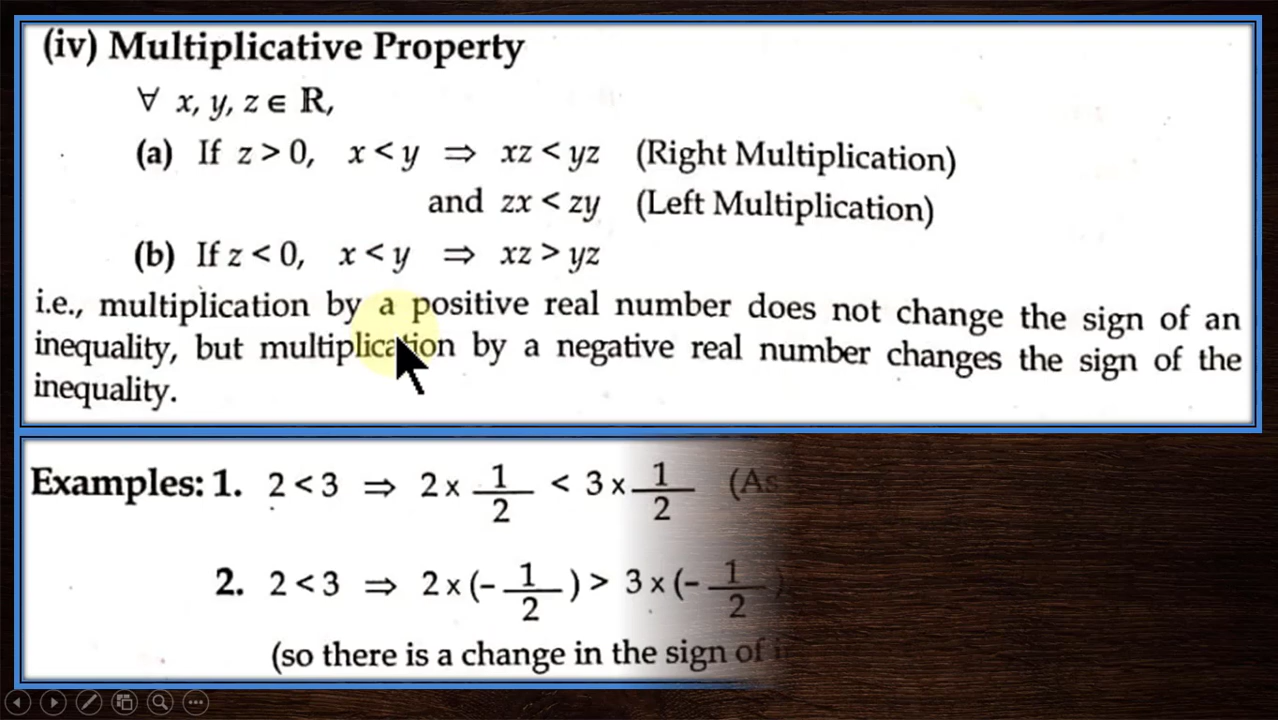 (iv) Multiplicative Property
∀ x, y, z ∈ ℝ,
(a) If z > 0, x < y ⇒ xz < yz (Right Multiplication)
and zx < zy (Left Multiplication)
(b) If z < 0, x < y ⇒ xz > yz
i.e., multiplication by a positive real number does not change the sign of an
inequality, but multiplication by a negative real number changes the sign of the
inequality.
Examples: 1. 2 < 3 ⇒ 2 × 1/2 < 3 × 1/2 (As
2. 2 < 3 ⇒ 2 × (- 1/2) > 3 × (- 1/2)
(so there is a change in the sign of